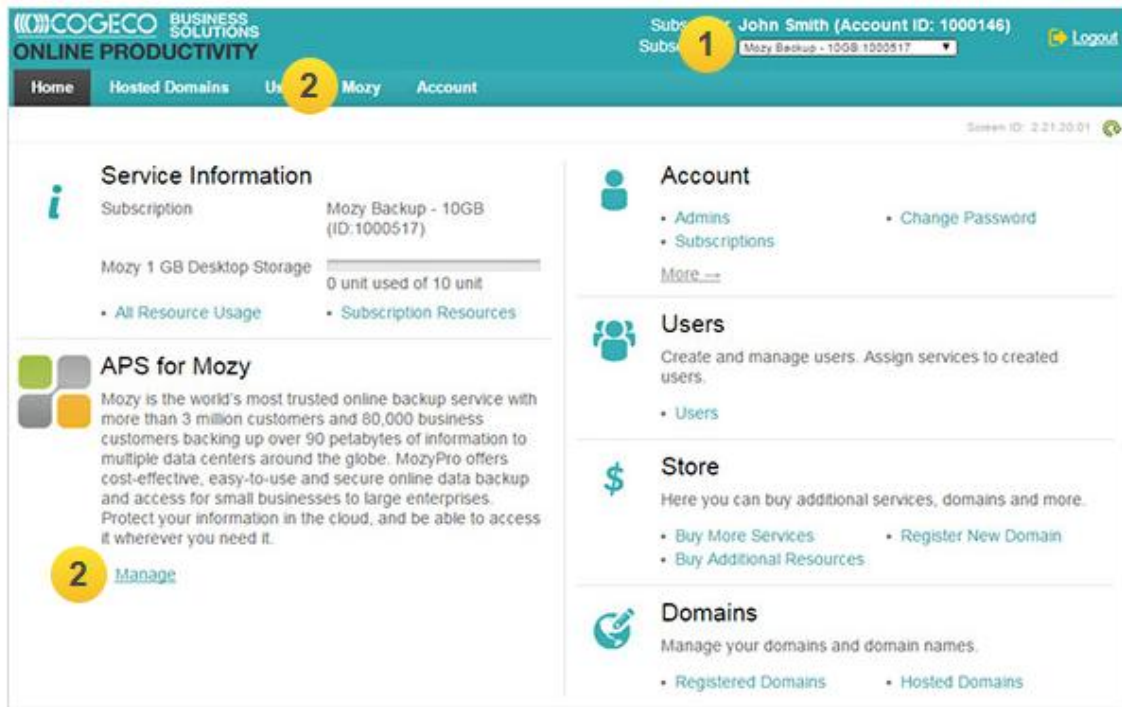 COGECO BUSINESS SOLUTIONS
ONLINE PRODUCTIVITY
John Smith (Account ID: 1000146)
1
Mozy Backup - 10GB 1000517
Logout
Home Hosted Domains 2 Mozy Account
Screen ID: 2.21.20.01
Service Information
Subscription Mozy Backup - 10GB
(ID:1000517)
Mozy 1 GB Desktop Storage
0 unit used of 10 unit
• All Resource Usage • Subscription Resources
APS for Mozy
Mozy is the world's most trusted online backup service with
more than 3 million customers and 80,000 business
customers backing up over 90 petabytes of information to
multiple data centers around the globe. MozyPro offers
cost-effective, easy-to-use and secure online data backup
and access for small businesses to large enterprises.
Protect your information in the cloud, and be able to access
it wherever you need it.
2 Manage
Account
• Admins • Change Password
• Subscriptions
More →
Users
Create and manage users. Assign services to created
users.
• Users
Store
Here you can buy additional services, domains and more.
• Buy More Services • Register New Domain
• Buy Additional Resources
Domains
Manage your domains and domain names.
• Registered Domains • Hosted Domains